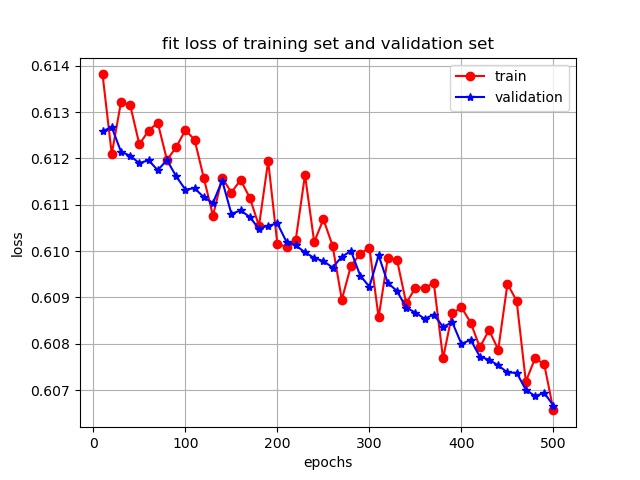 fit loss of training set and validation set
train
validation
0.614
0.613
0.612
0.611
0.610
0.609
0.608
0.607
loss
0 100 200 300 400 500
epochs